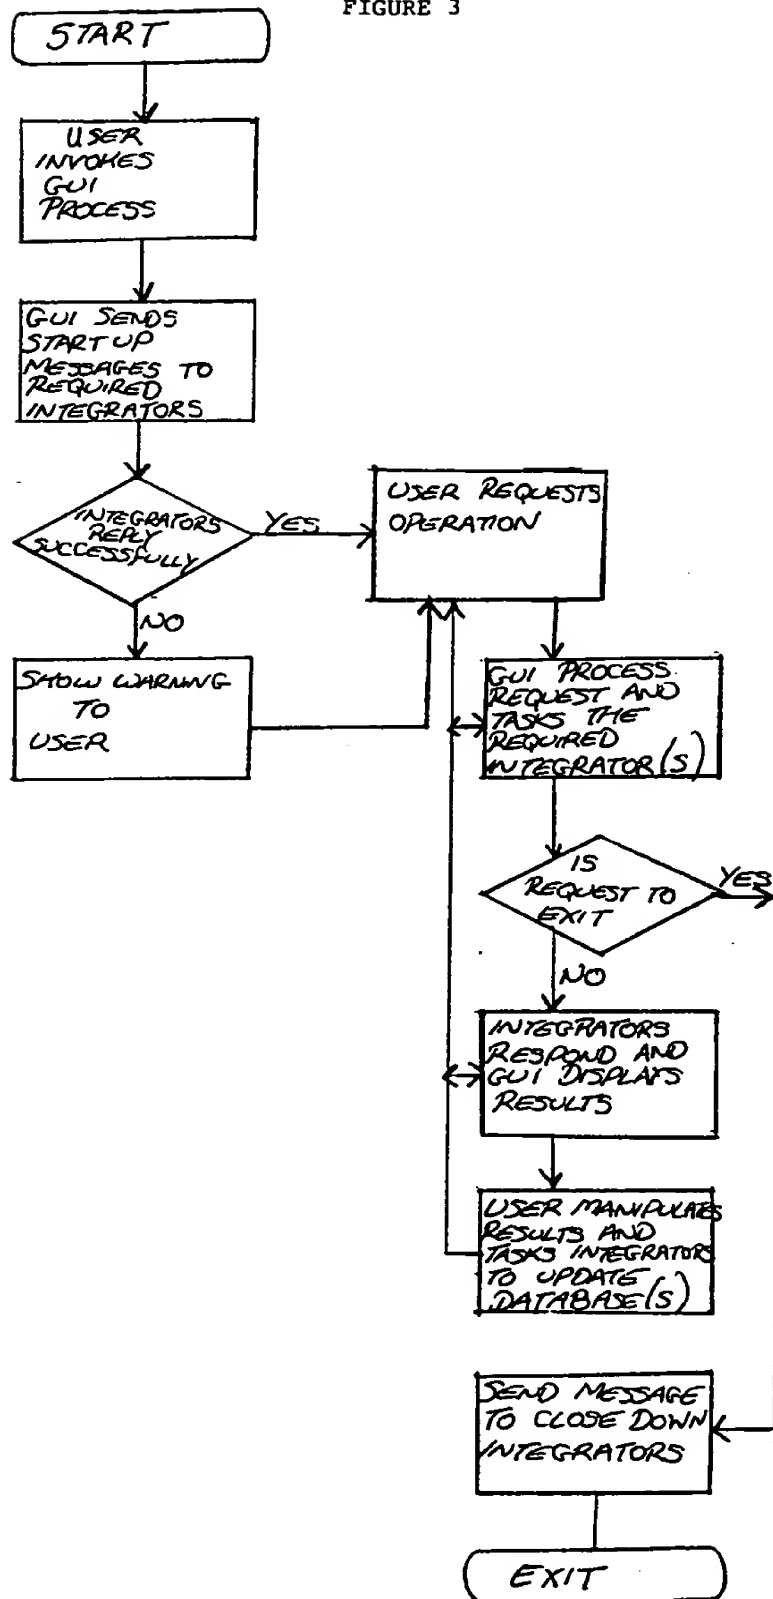 FIGURE 3
START
USER
INVOKES
GUI
PROCESS
GUI SENDS
START UP
MESSAGES TO
REQUIRED
INTEGRATORS
INTEGRATORS
REPLY
SUCCESSFULLY
YES
NO
SHOW WARNING
TO
USER
USER REQUESTS
OPERATION
GUI PROCESS
REQUEST AND
TASKS THE
REQUIRED
INTEGRATOR(S)
IS
REQUEST TO
EXIT
YES
NO
INTEGRATORS
RESPOND AND
GUI DISPLAYS
RESULTS
USER MANIPULATES
RESULTS AND
TASKS INTEGRATORS
TO UPDATE
DATABASE(S)
SEND MESSAGE
TO CLOSE DOWN
INTEGRATORS
EXIT